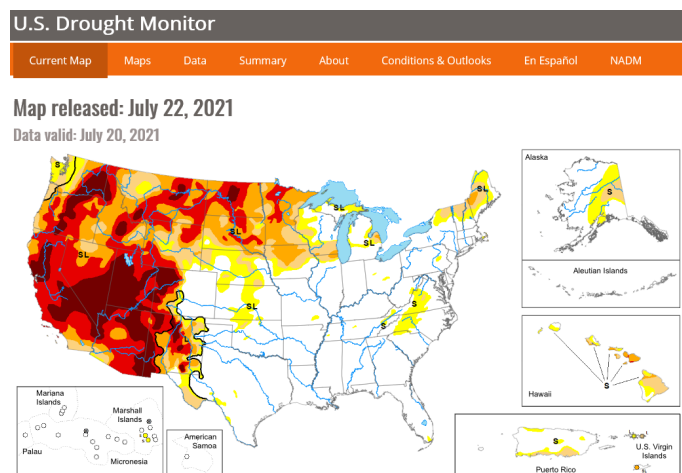 U.S. Drought Monitor
Current Map Maps Data Summary About Conditions & Outlooks En Español NADM
Map released: July 22, 2021
Data valid: July 20, 2021
Alaska
S
S
SL
SL
S
SL
SL
Aleutian Islands
SL
SL
S
S
L
Hawaii
S
Mariana
Islands
Marshall
Islands
Palau
Micronesia
American
Samoa
S
U.S. Virgin
Islands
Puerto Rico